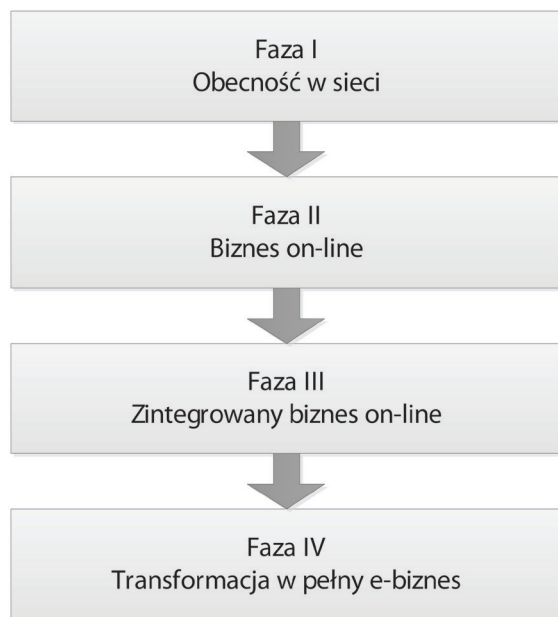 Faza I
Obecność w sieci
Faza II
Biznes on-line
Faza III
Zintegrowany biznes on-line
Faza IV
Transformacja w pełny e-biznes